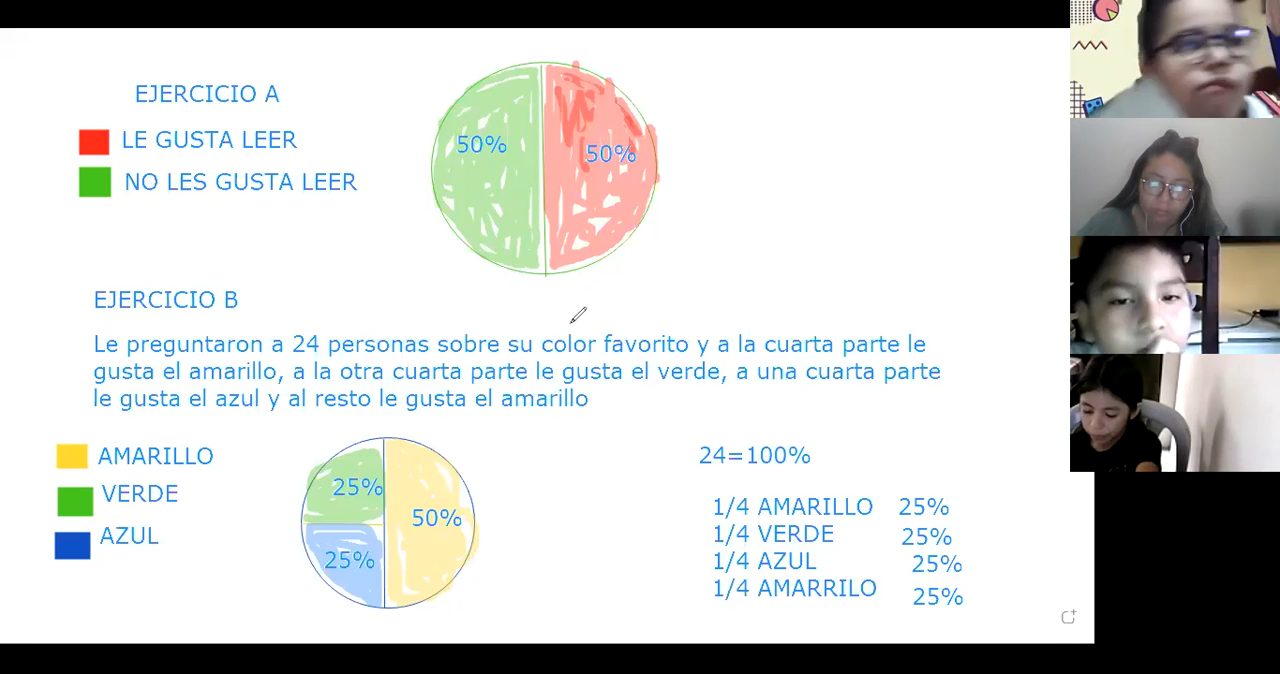 EJERCICIO A
LE GUSTA LEER
NO LES GUSTA LEER
50%
50%
EJERCICIO B
Le preguntaron a 24 personas sobre su color favorito y a la cuarta parte le
gusta el amarillo, a la otra cuarta parte le gusta el verde, a una cuarta parte
le gusta el azul y al resto le gusta el amarillo
AMARILLO
VERDE
AZUL
25%
50%
25%
24=100%
1/4 AMARILLO 25%
1/4 VERDE 25%
1/4 AZUL 25%
1/4 AMARRILO 25%